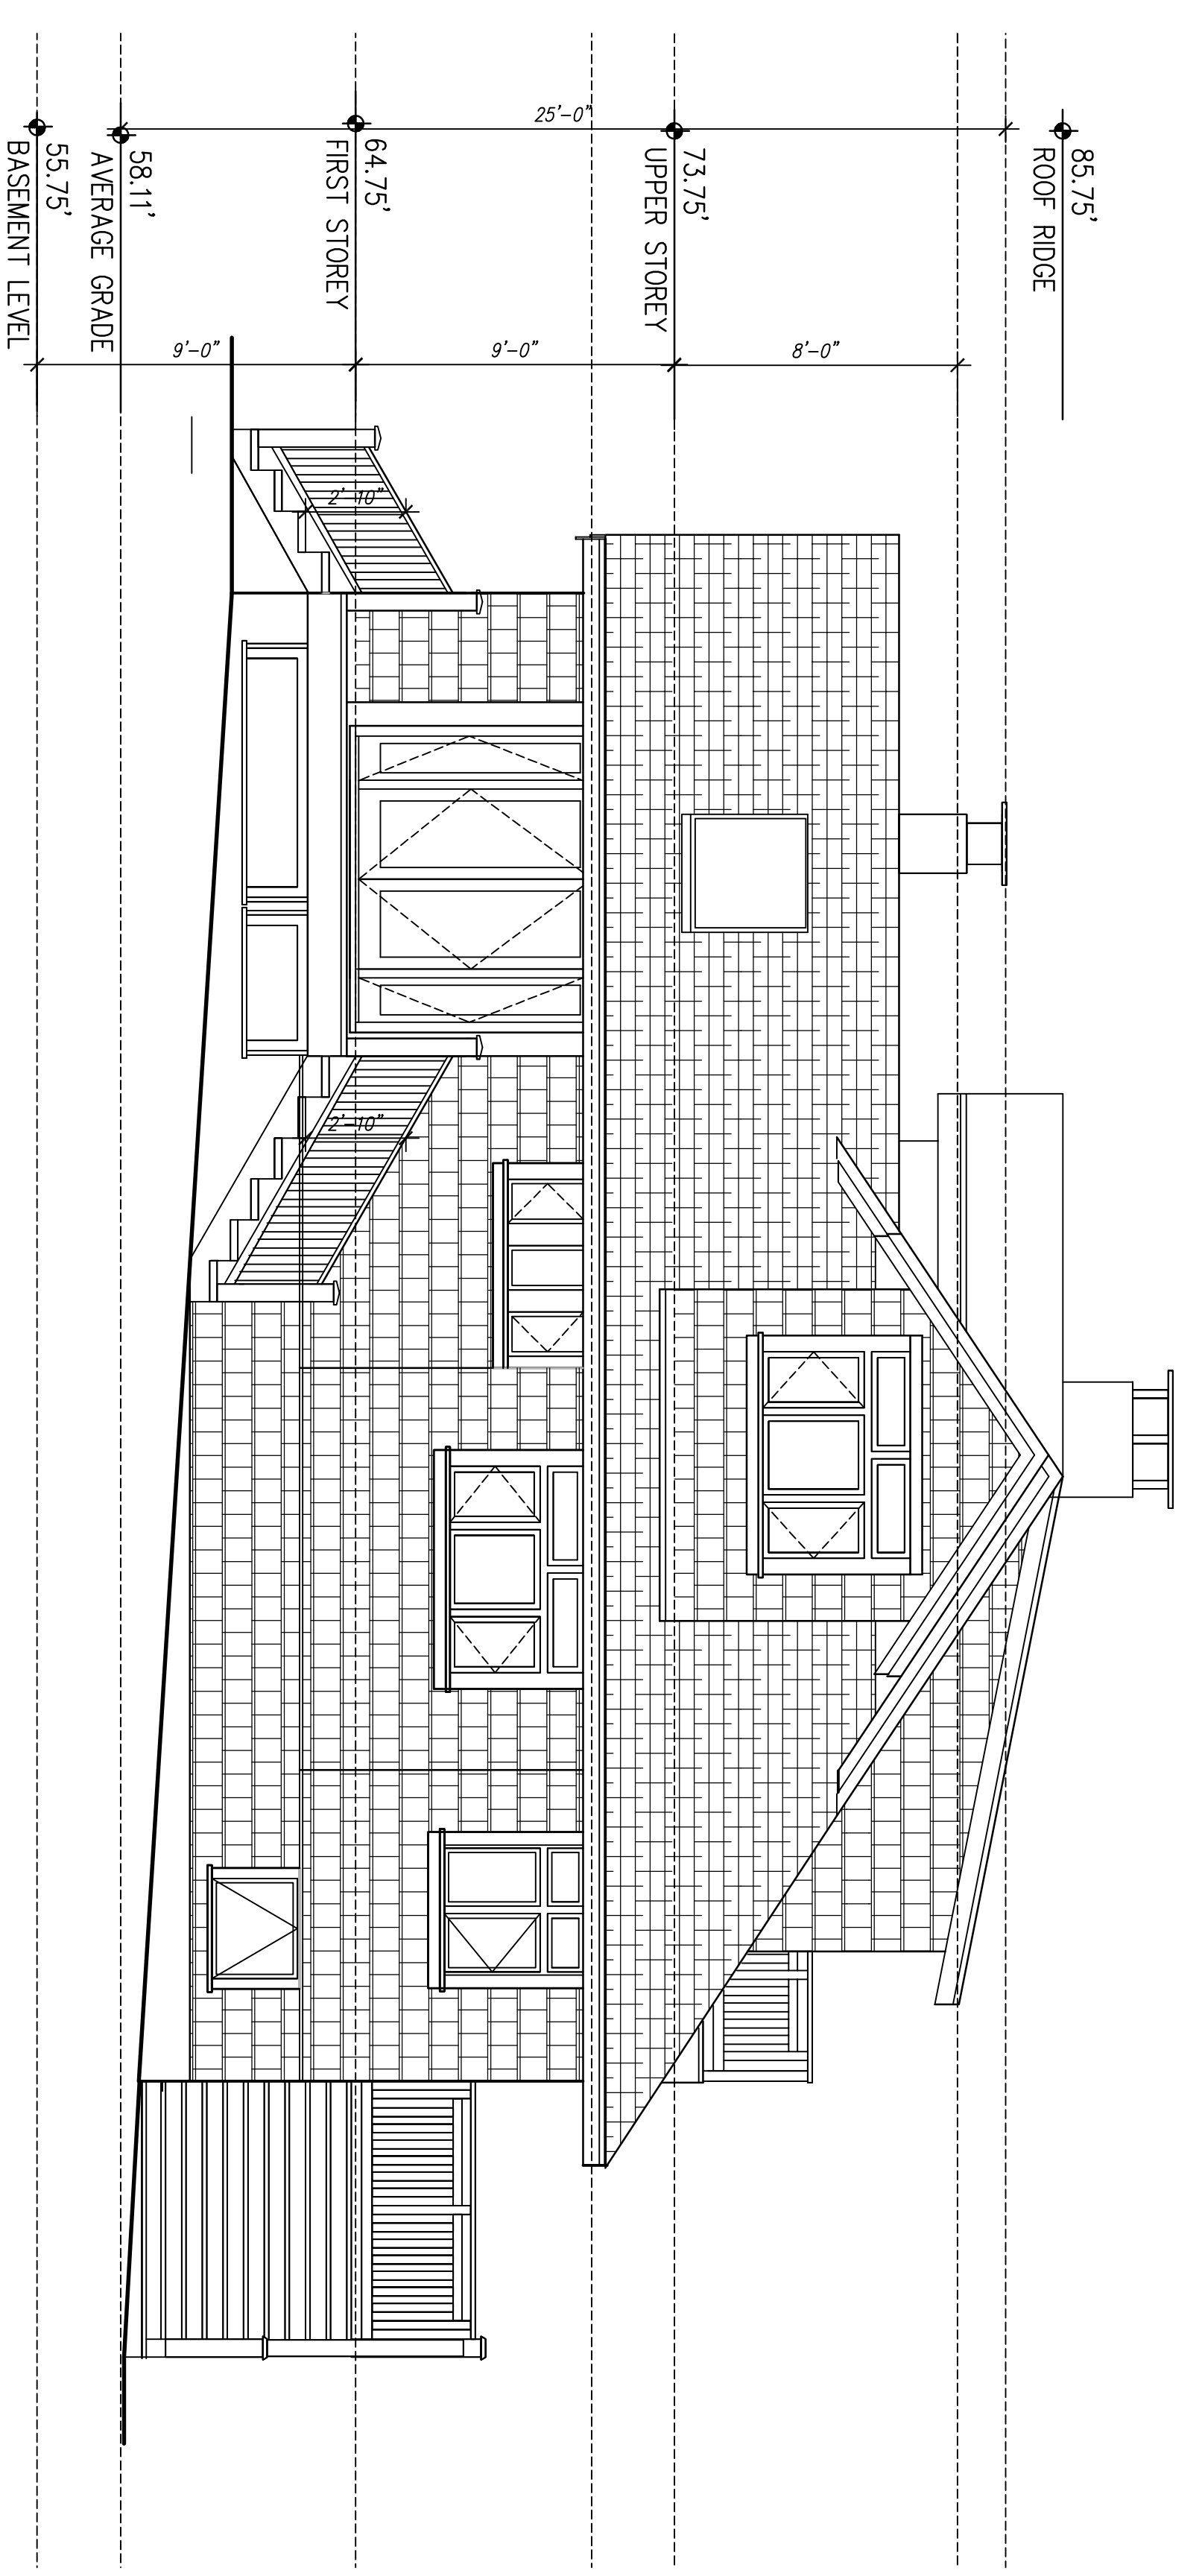 85.75'
ROOF RIDGE
73.75'
UPPER STOREY
64.75'
FIRST STOREY
58.11'
AVERAGE GRADE
55.75'
BASEMENT LEVEL
25'-0"
8'-0"
9'-0"
9'-0"
2'-10"
2'-10"